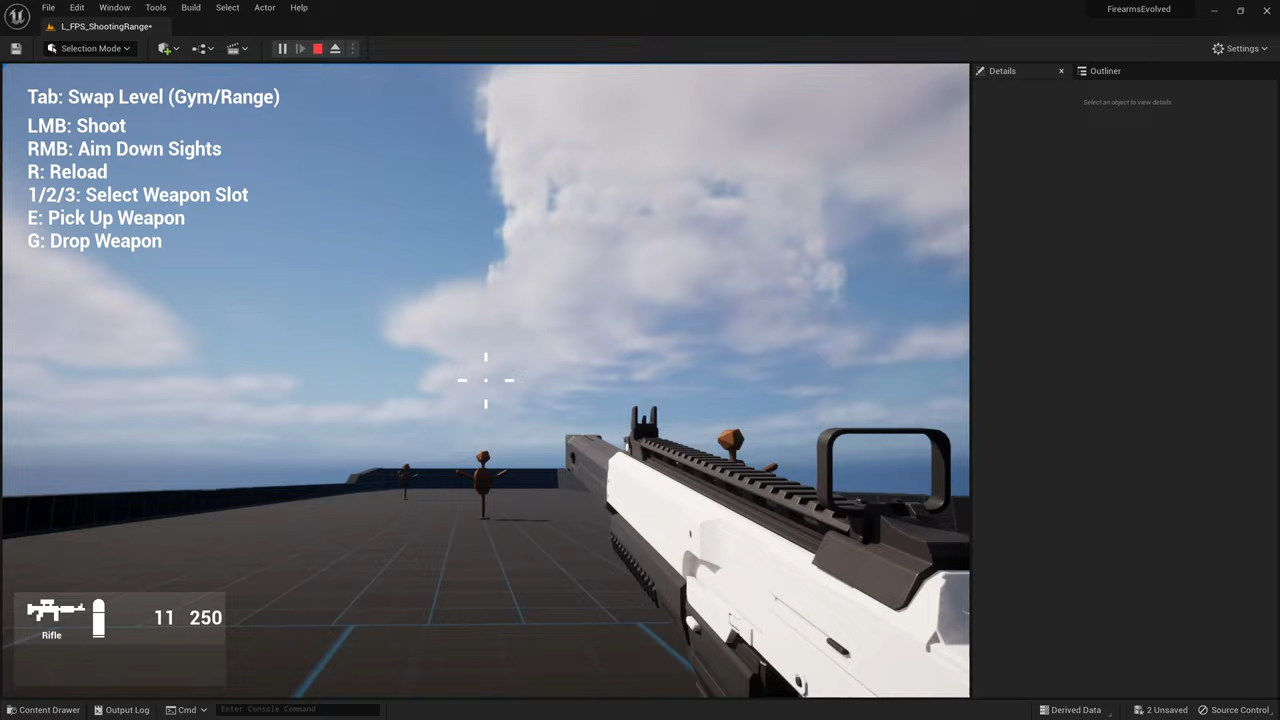 File Edit Window Tools Build Select Actor Help
FirearmsEvolved
L_FPS_ShootingRange*
Selection Mode
Settings
Details
Outliner
Select an object to view details
Tab: Swap Level (Gym/Range)
LMB: Shoot
RMB: Aim Down Sights
R: Reload
1/2/3: Select Weapon Slot
E: Pick Up Weapon
G: Drop Weapon
11 250
Rifle
Content Drawer
Output Log
Cmd
Enter Console Command
Derived Data
2 Unsaved
Source Control